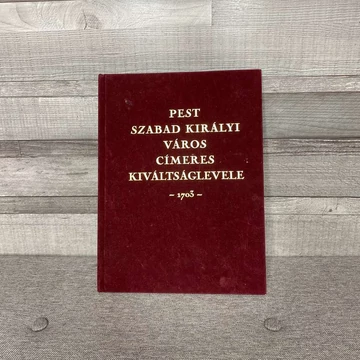 PEST
SZABAD KIRÁLYI
VÁROS
CÍMERES
KIVÁLTSÁGLEVELE
– 1703 –